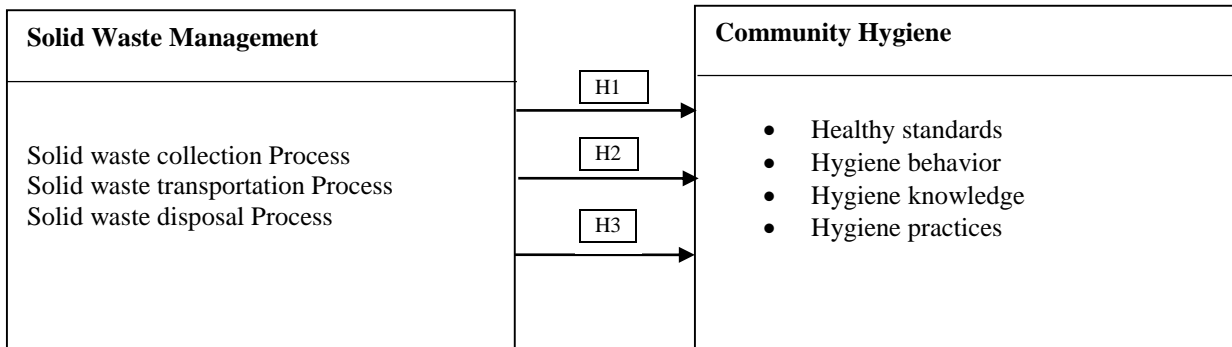 Solid Waste Management
Solid waste collection Process
Solid waste transportation Process
Solid waste disposal Process
H1
H2
H3
Community Hygiene
• Healthy standards
• Hygiene behavior
• Hygiene knowledge
• Hygiene practices